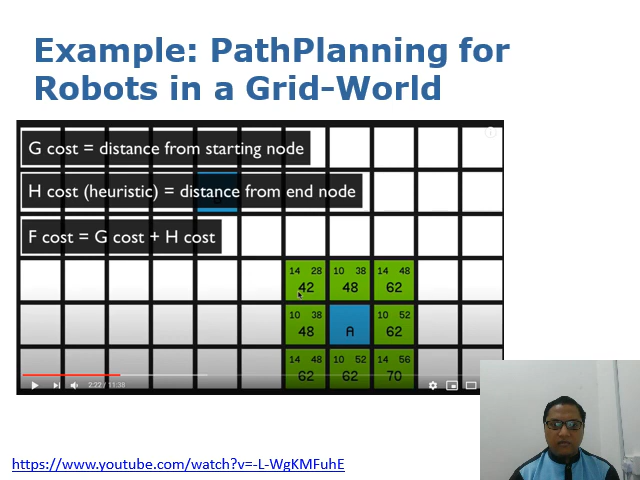 Example: PathPlanning for
Robots in a Grid-World
G cost = distance from starting node
H cost (heuristic) = distance from end node
F cost = G cost + H cost
14 28 10 38 14 48
42 48 62
10 38 10 52
48 A 62
14 48 10 52 14 56
62 62 70
2:22 / 11:38
https://www.youtube.com/watch?v=-L-WgKMFuhE